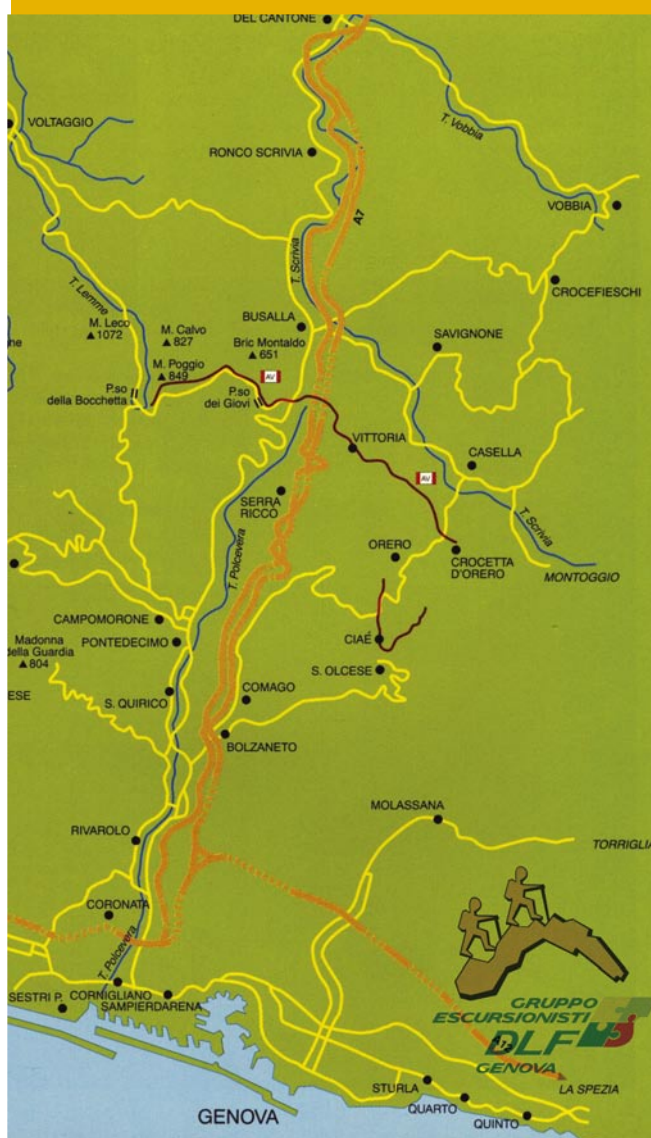 DEL CANTONE
VOLTAGGIO
T. Vobbia
RONCO SCRIVIA
VOBBIA
A7
T. Scrivia
CROCEFIESCHI
T. Lemme
M. Leco
1072
M. Calvo
827
BUSALLA
Bric Montaldo
651
SAVIGNONE
ne
M. Poggio
849
P.so
della Bocchetta
P.so
dei Giovi
AV
VITTORIA
CASELLA
AV
SERRA
RICCO
T. Scrivia
T. Polcevera
ORERO
CROCETTA
D'ORERO
MONTOGGIO
CAMPOMORONE
CIAÉ
PONTEDECIMO
Madonna
della Guardia
804
S. OLCESE
ESE
S. QUIRICO
COMAGO
BOLZANETO
MOLASSANA
RIVAROLO
TORRIGLIA
CORONATA
T. Polcevera
SESTRI P.
CORNIGLIANO
SAMPIERDARENA
GRUPPO
ESCURSIONISTI
DLF
GENOVA
A12
LA SPEZIA
STURLA
QUARTO
QUINTO
GENOVA